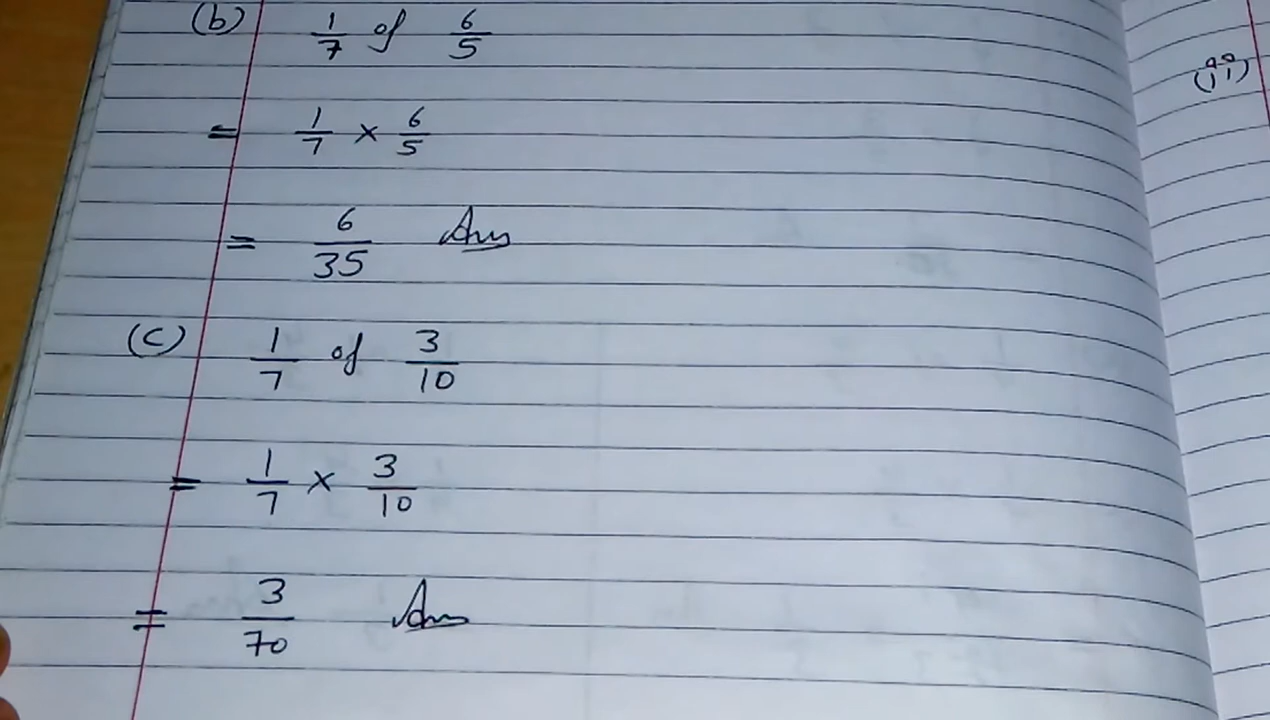 (b) 1/7 of 6/5
= 1/7 × 6/5
= 6/35 Ans
(c) 1/7 of 3/10
= 1/7 × 3/10
= 3/70 Ans
(ii)